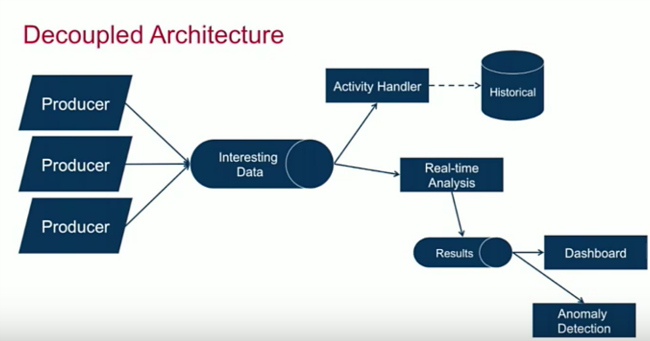 Decoupled Architecture
Producer
Producer
Producer
Interesting
Data
Activity Handler
Historical
Real-time
Analysis
Results
Dashboard
Anomaly
Detection